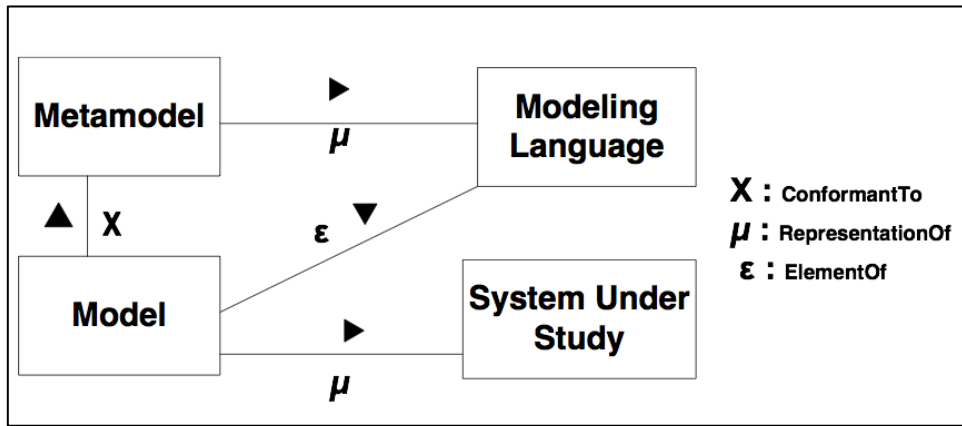 Metamodel
μ
Modeling
Language
X
ε
Model
μ
System Under
Study
X : ConformantTo
μ : RepresentationOf
ε : ElementOf